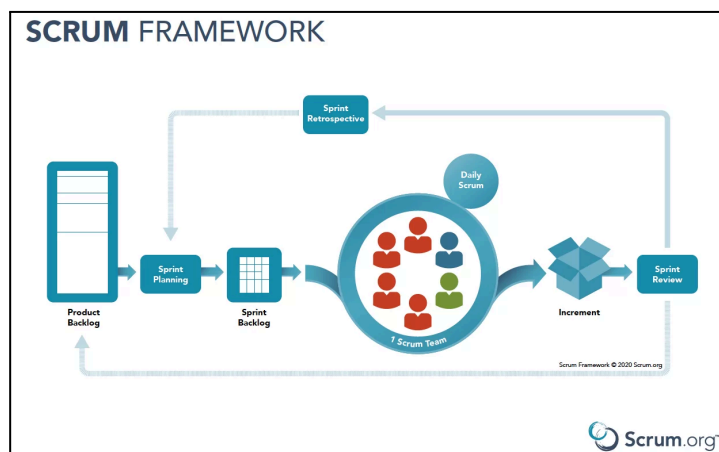 SCRUM FRAMEWORK
Sprint
Retrospective
Daily
Scrum
Sprint
Planning
Sprint
Review
Product
Backlog
Sprint
Backlog
1 Scrum Team
Increment
Scrum Framework © 2020 Scrum.org
Scrum.org™